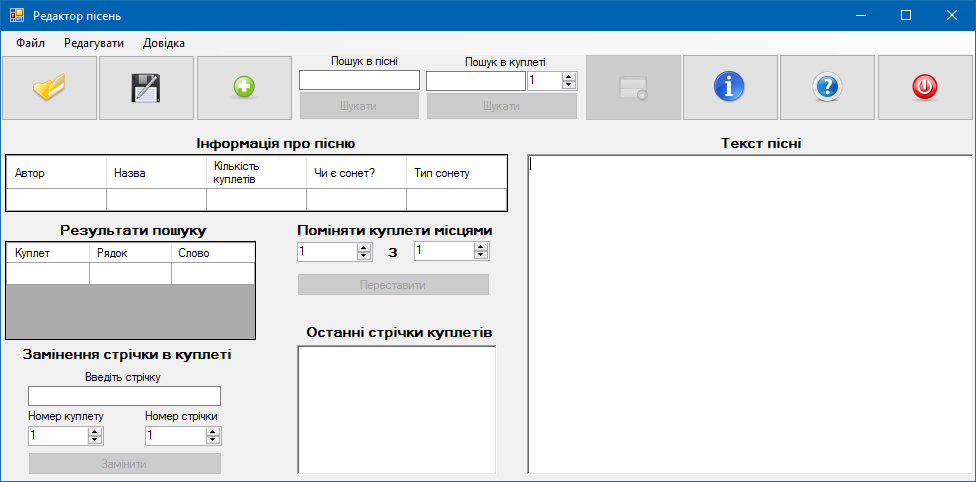 Редактор пісень
Файл Редагувати Довідка
Пошук в пісні
Шукати
Пошук в куплеті
1
Шукати
Інформація про пісню
Автор Назва Кількість куплетів Чи є сонет? Тип сонету
Результати пошуку
Куплет Рядок Слово
Поміняти куплети місцями
1 З 1
Переставити
Замінення стрічки в куплеті
Введіть стрічку
Номер куплету Номер стрічки
1 1
Замінити
Останні стрічки куплетів
Текст пісні